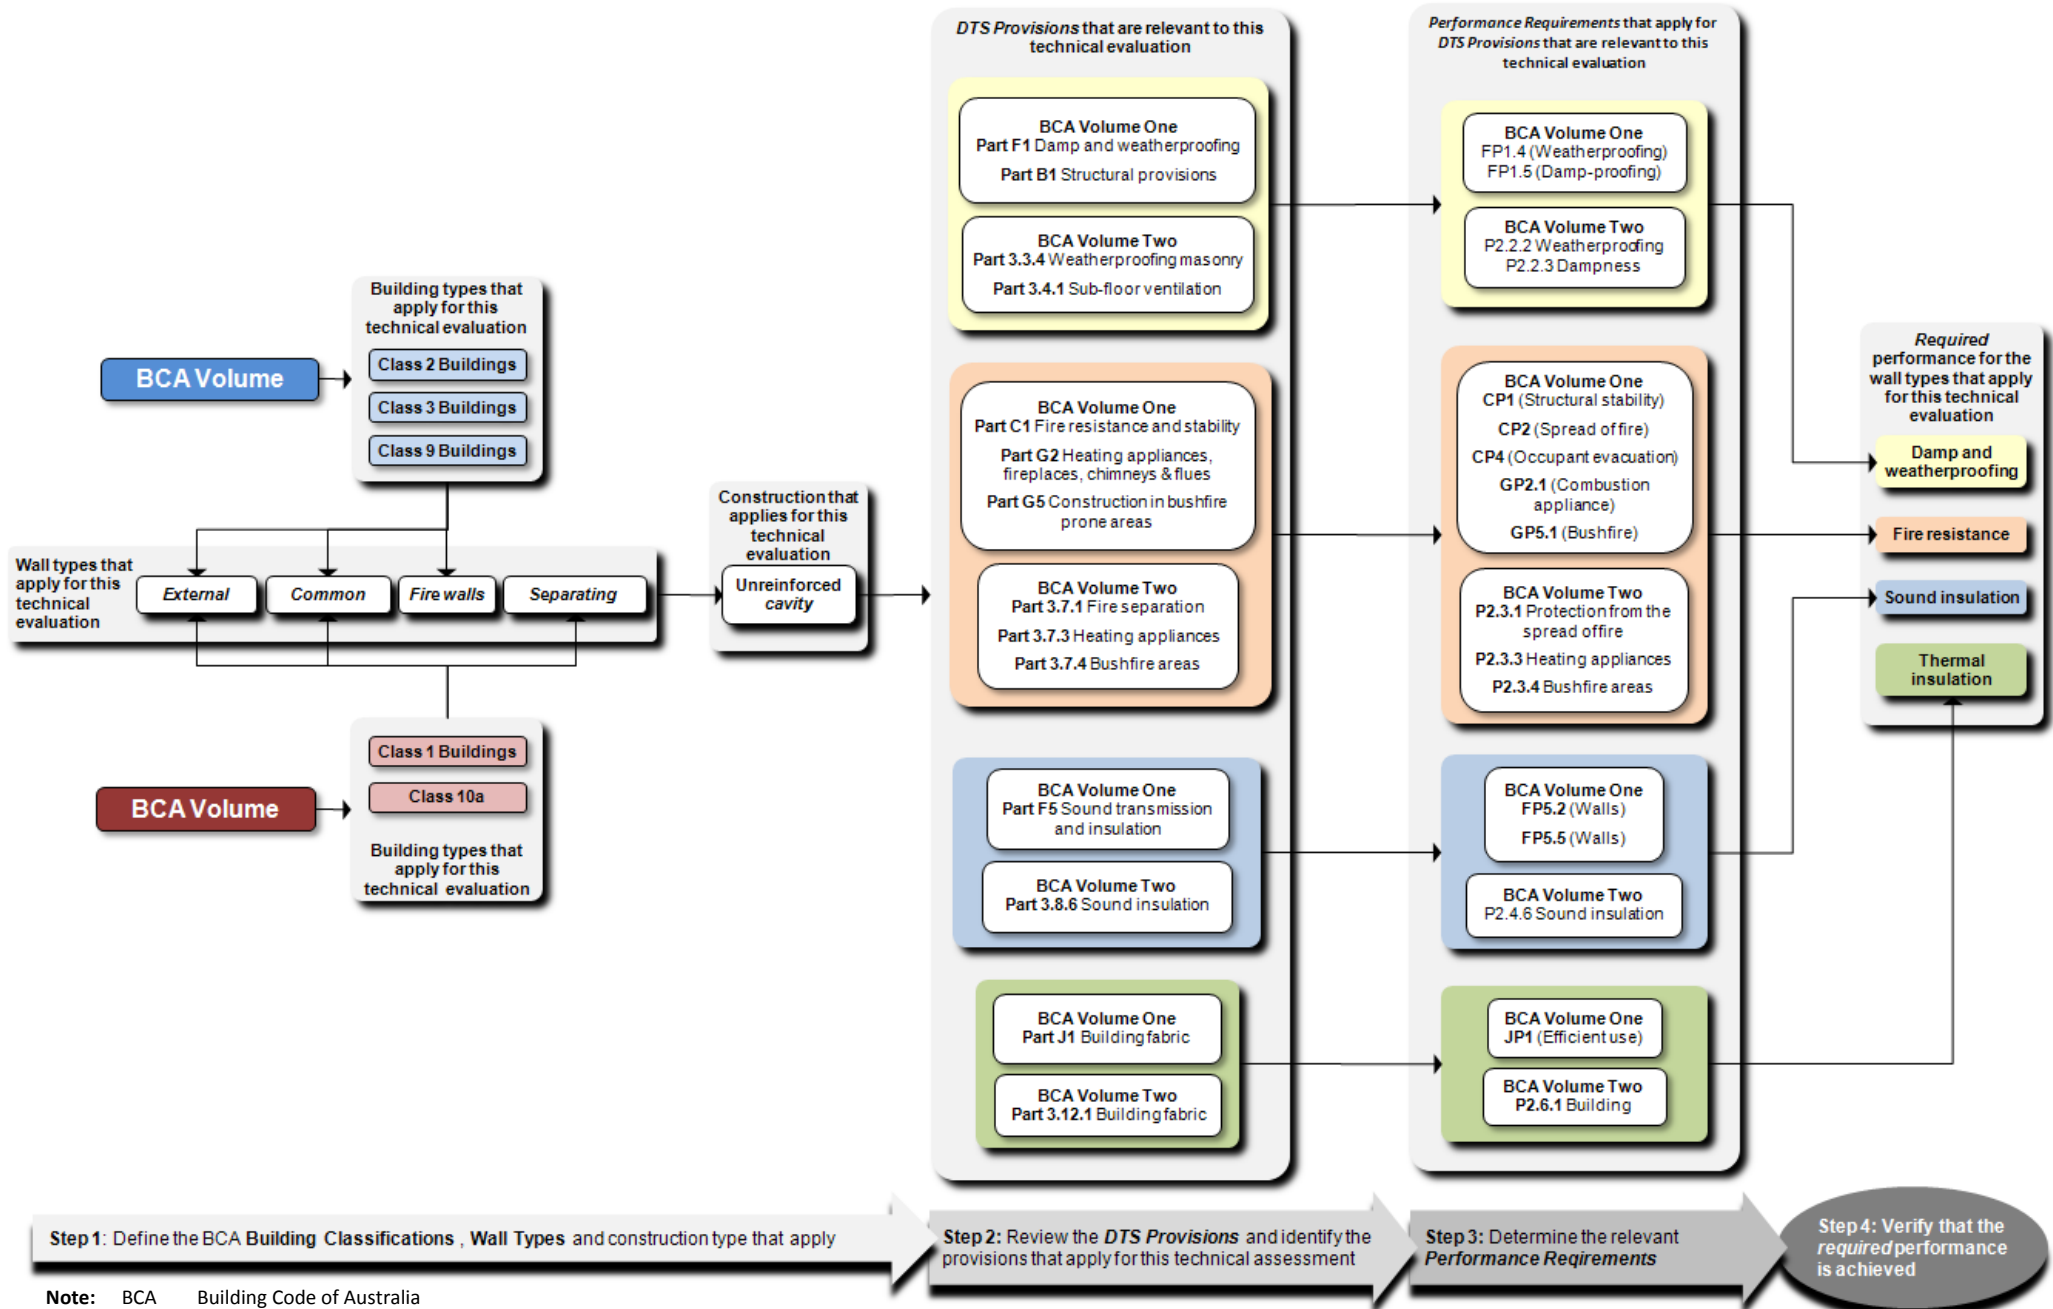 BCA Volume
Building types that
apply for this
technical evaluation
Class 2 Buildings
Class 3 Buildings
Class 9 Buildings
Wall types that
apply for this
technical
evaluation
External
Common
Fire walls
Separating
BCA Volume
Class 1 Buildings
Class 10a
Building types that
apply for this
technical evaluation
Construction that
applies for this
technical
evaluation
Unreinforced
cavity
DTS Provisions that are relevant to this
technical evaluation
BCA Volume One
Part F1 Damp and weatherproofing
Part B1 Structural provisions
BCA Volume Two
Part 3.3.4 Weatherproofing masonry
Part 3.4.1 Sub-floor ventilation
BCA Volume One
Part C1 Fire resistance and stability
Part G2 Heating appliances,
fireplaces, chimneys & flues
Part G5 Construction in bushfire
prone areas
BCA Volume Two
Part 3.7.1 Fire separation
Part 3.7.3 Heating appliances
Part 3.7.4 Bushfire areas
BCA Volume One
Part F5 Sound transmission
and insulation
BCA Volume Two
Part 3.8.6 Sound insulation
BCA Volume One
Part J1 Building fabric
BCA Volume Two
Part 3.12.1 Building fabric
Performance Requirements that apply for
DTS Provisions that are relevant to this
technical evaluation
BCA Volume One
FP1.4 (Weatherproofing)
FP1.5 (Damp-proofing)
BCA Volume Two
P2.2.2 Weatherproofing
P2.2.3 Dampness
BCA Volume One
CP1 (Structural stability)
CP2 (Spread of fire)
CP4 (Occupant evacuation)
GP2.1 (Combustion
appliance)
GP5.1 (Bushfire)
BCA Volume Two
P2.3.1 Protection from the
spread of fire
P2.3.3 Heating appliances
P2.3.4 Bushfire areas
BCA Volume One
FP5.2 (Walls)
FP5.5 (Walls)
BCA Volume Two
P2.4.6 Sound insulation
BCA Volume One
JP1 (Efficient use)
BCA Volume Two
P2.6.1 Building
Required
performance for the
wall types that apply
for this technical
evaluation
Damp and
weatherproofing
Fire resistance
Sound insulation
Thermal
insulation
Step 1: Define the BCA Building Classifications , Wall Types and construction type that apply
Step 2: Review the DTS Provisions and identify the
provisions that apply for this technical assessment
Step 3: Determine the relevant
Performance Reqirements
Step 4: Verify that the
required performance
is achieved
Note: BCA Building Code of Australia